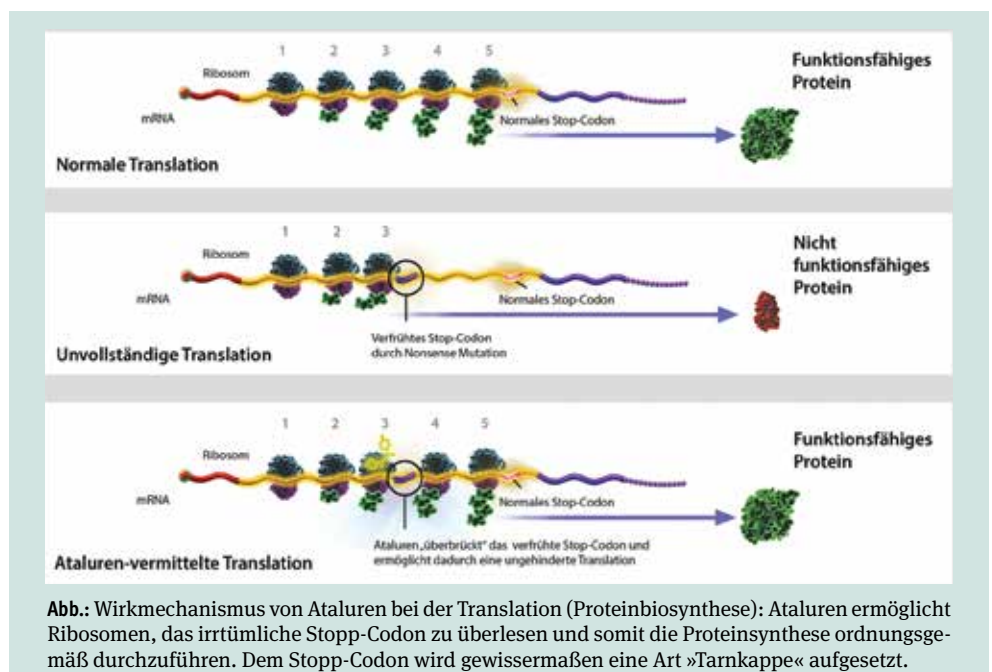 1 2 3 4 5
Ribosom
mRNA
Normales Stop-Codon
Normale Translation
Funktionsfähiges
Protein
1 2 3
Ribosom
mRNA
Normales Stop-Codon
Verfrühtes Stop-Codon
durch Nonsense Mutation
Unvollständige Translation
Nicht
funktionsfähiges
Protein
1 2 3 4 5
Ribosom
mRNA
Normales Stop-Codon
Ataluren „überbrückt“ das verfrühte Stop-Codon und
ermöglicht dadurch eine ungehinderte Translation
Ataluren-vermittelte Translation
Funktionsfähiges
Protein
Abb.: Wirkmechanismus von Ataluren bei der Translation (Proteinbiosynthese): Ataluren ermöglicht
Ribosomen, das irrtümliche Stopp-Codon zu überlesen und somit die Proteinsynthese ordnungsge-
mäß durchzuführen. Dem Stopp-Codon wird gewissermaßen eine Art »Tarnkappe« aufgesetzt.